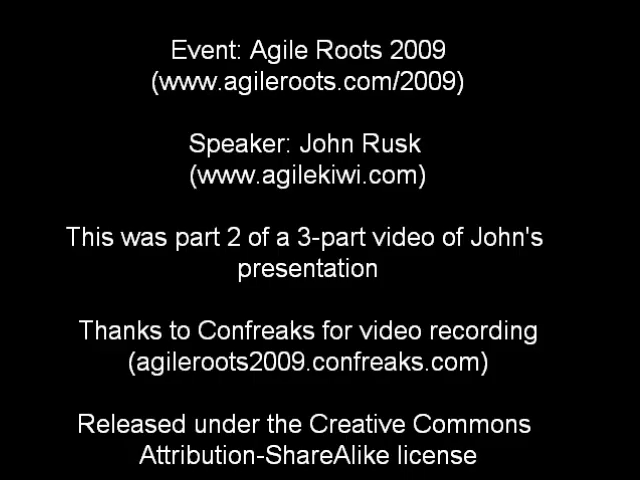 Event: Agile Roots 2009
(www.agileroots.com/2009)
Speaker: John Rusk
(www.agilekiwi.com)
This was part 2 of a 3-part video of John's
presentation
Thanks to Confreaks for video recording
(agileroots2009.confreaks.com)
Released under the Creative Commons
Attribution-ShareAlike license